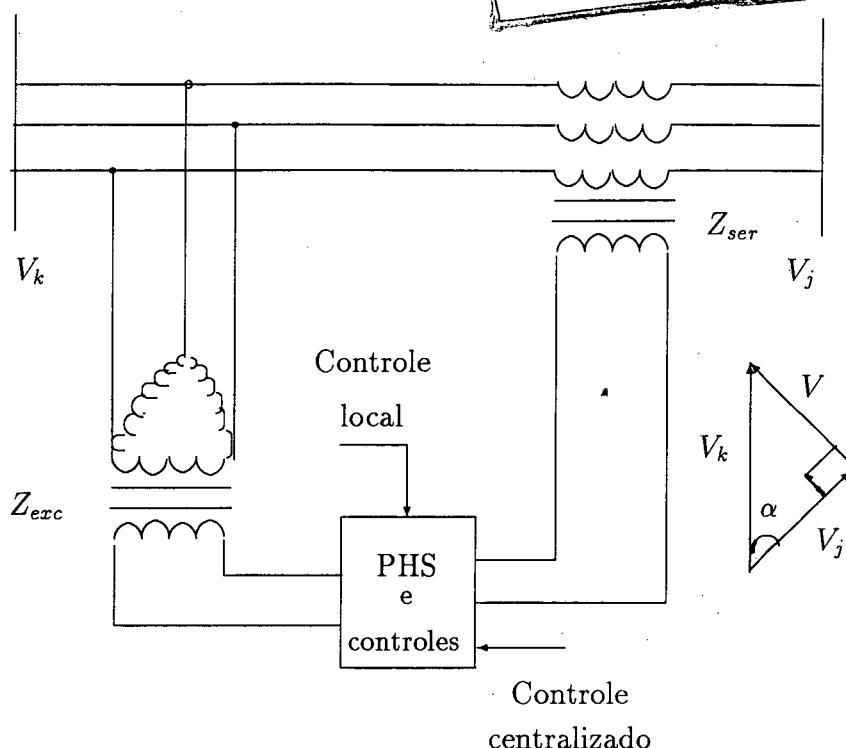 V_k
V_j
Z_ser
Controle
local
Z_exc
PHS
e
controles
Controle
centralizado
V
V_k
α
V_j